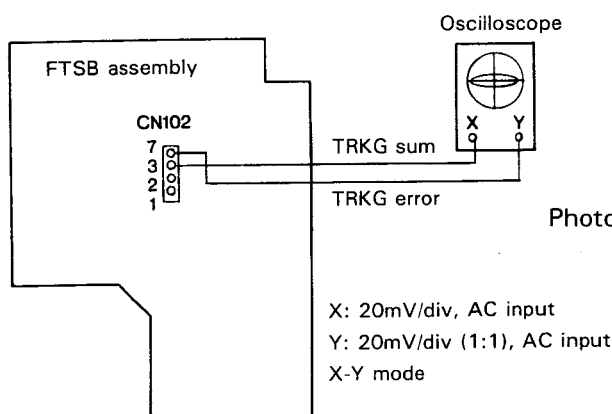 Oscilloscope
FTSB assembly
CN102
X Y
7
3
2
1
TRKG sum
TRKG error
Photo
X: 20mV/div, AC input
Y: 20mV/div (1:1), AC input
X-Y mode